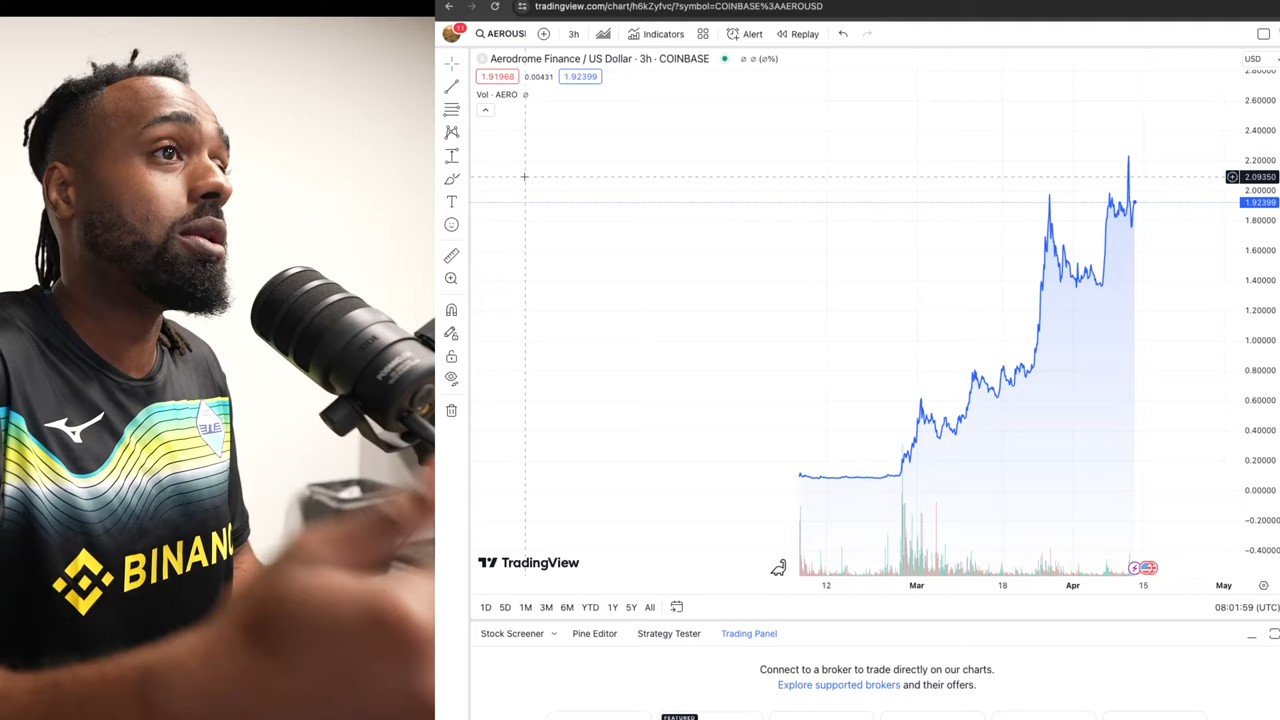 tradingview.com/chart/h6kZyfvc/?symbol=COINBASE%3AAEROUSD
11
AEROUS
3h
Indicators
Alert
Replay
Aerodrome Finance / US Dollar · 3h · COINBASE
∅ ∅ (∅%)
USD
1.91968
0.00431
1.92399
Vol · AERO ∅
2.80000
2.60000
2.40000
2.20000
2.09350
2.00000
1.92399
1.80000
1.60000
1.40000
1.20000
1.00000
0.80000
0.60000
0.40000
0.20000
0.00000
−0.20000
−0.40000
BINANC
TradingView
12
Mar
18
Apr
15
May
1D
5D
1M
3M
6M
YTD
1Y
5Y
All
08:01:59 (UTC)
Stock Screener
Pine Editor
Strategy Tester
Trading Panel
Connect to a broker to trade directly on our charts.
Explore supported brokers and their offers.
FEATURED